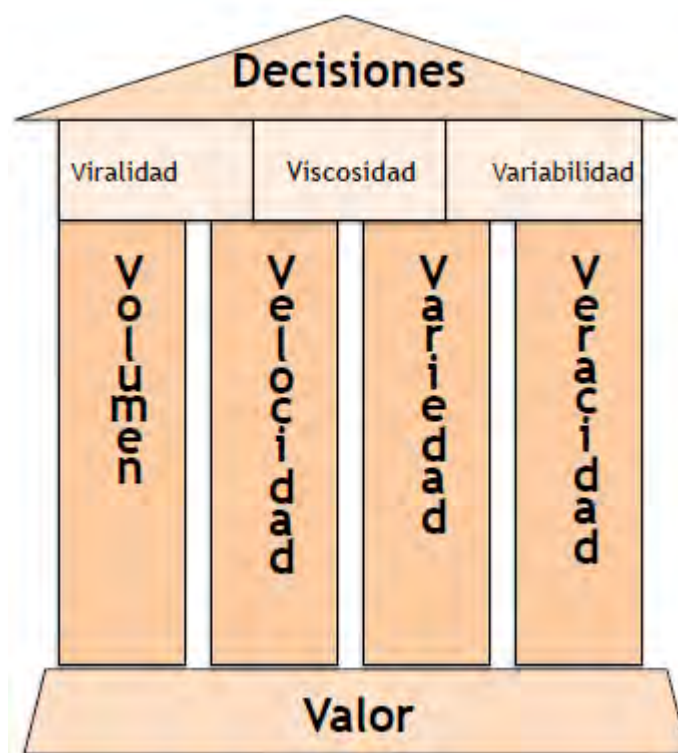 Decisiones
Viralidad
Viscosidad
Variabilidad
Volumen
Velocidad
Variedad
Veracidad
Valor